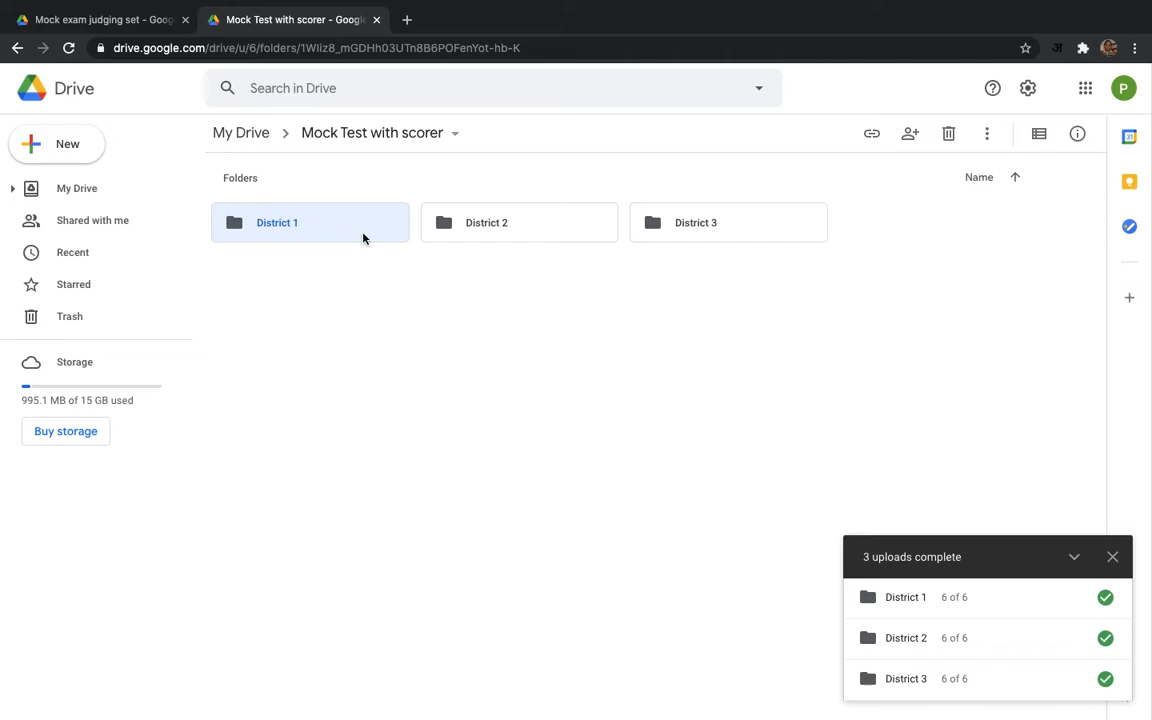 Mock exam judging set - Goog
Mock Test with scorer - Google
drive.google.com/drive/u/6/folders/1WIiz8_mGDHh03UTn8B6POFenYot-hb-K
Drive
Search in Drive
P
New
My Drive
Shared with me
Recent
Starred
Trash
Storage
995.1 MB of 15 GB used
Buy storage
My Drive
Mock Test with scorer
Folders
Name
District 1
District 2
District 3
31
3 uploads complete
District 1 6 of 6
District 2 6 of 6
District 3 6 of 6